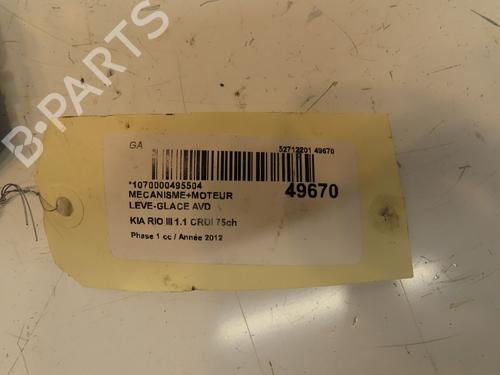 B-PARTS
GA
52712201 49670
*1070000495504
MECANISME+MOTEUR
49670
LEVE-GLACE AVD
KIA RIO III 1.1 CRDI 75ch
Phase 1 cc / Année 2012